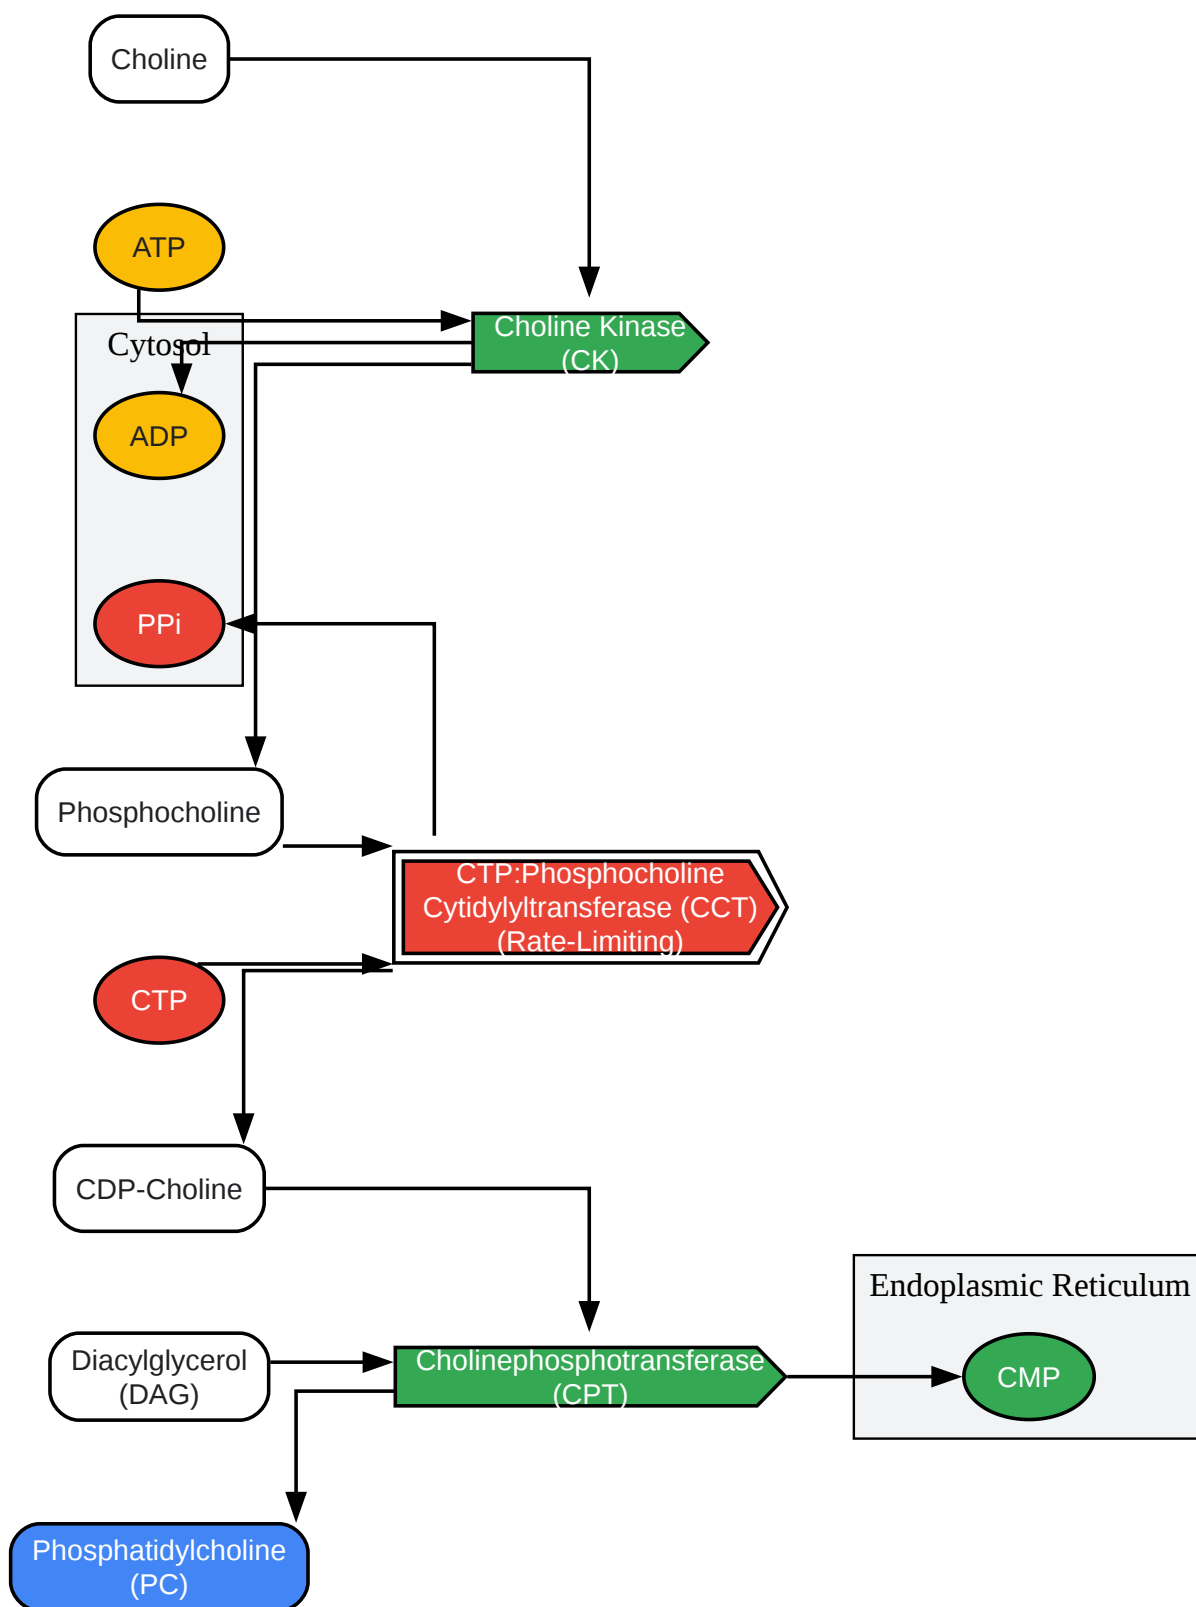 Choline
ATP
Choline Kinase
(CK)
Cytosol
ADP
PPi
Phosphocholine
CTP:Phosphocholine
Cytidylyltransferase (CCT)
(Rate-Limiting)
CTP
CDP-Choline
Endoplasmic Reticulum
Diacylglycerol
(DAG)
Cholinephosphotransferase
(CPT)
CMP
Phosphatidylcholine
(PC)